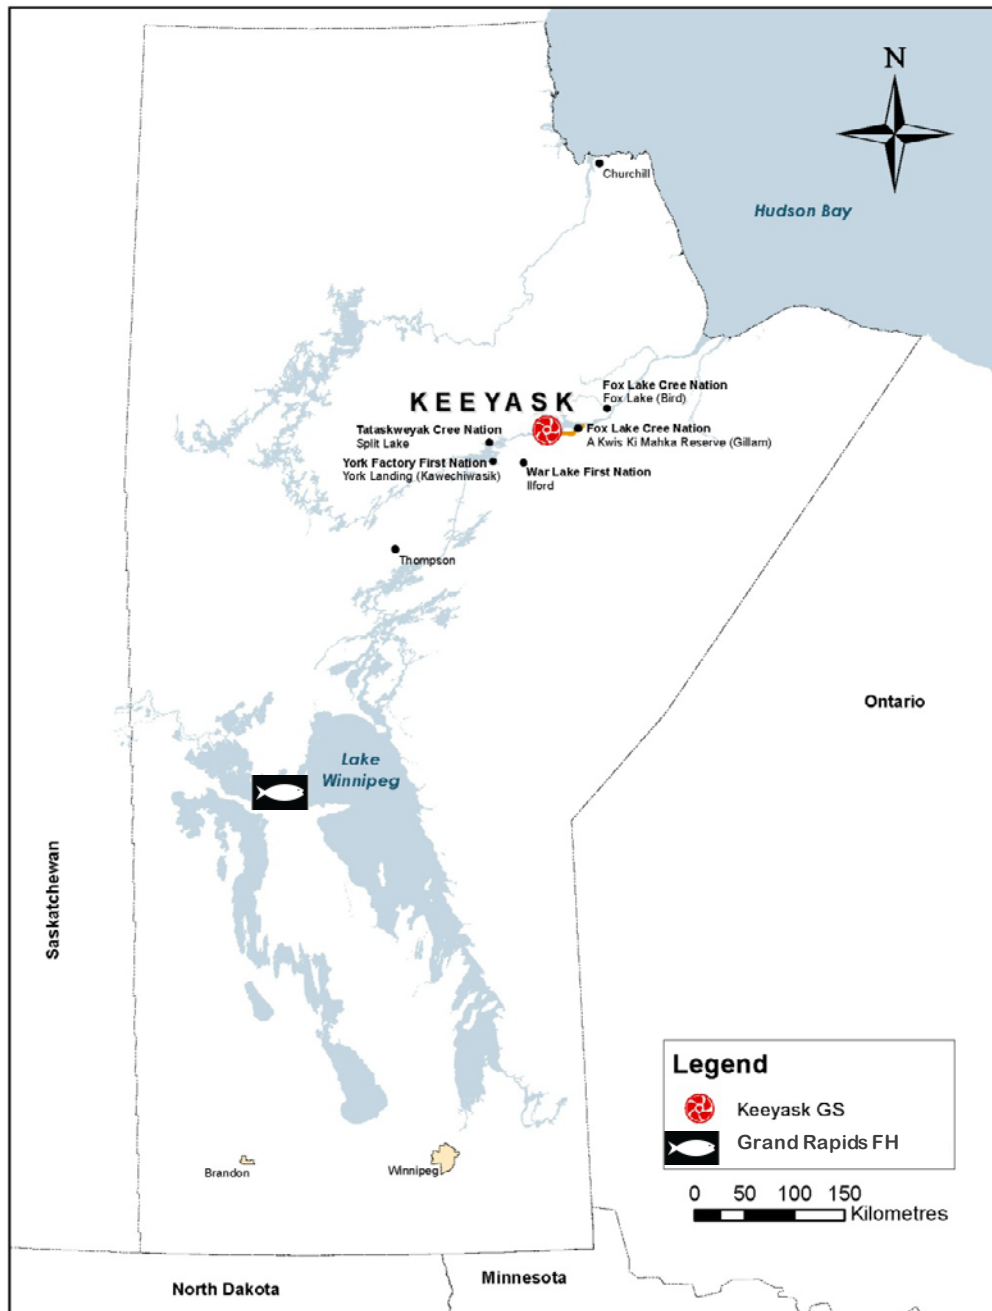 N
Churchill
Hudson Bay
KEEYASK
Fox Lake Cree Nation
Fox Lake (Bird)
Fox Lake Cree Nation
A Kwis Ki Mahka Reserve (Gillam)
Tataskweyak Cree Nation
Split Lake
York Factory First Nation
York Landing (Kawechiwasik)
War Lake First Nation
Ilford
Thompson
Ontario
Lake
Winnipeg
Saskatchewan
Legend
Keeyask GS
Grand Rapids FH
0 50 100 150
Kilometres
Brandon
Winnipeg
North Dakota
Minnesota